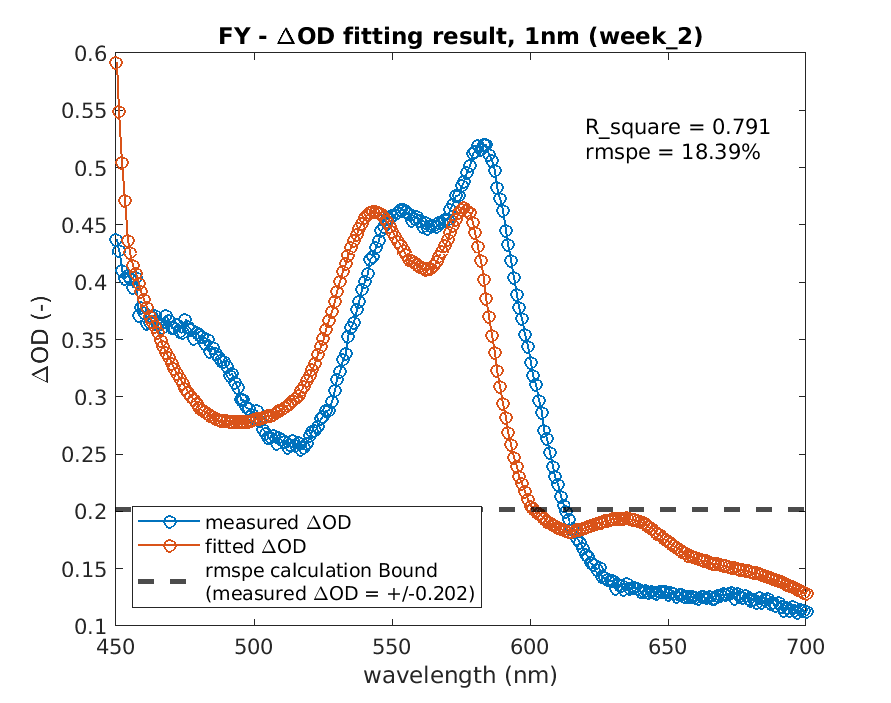 FY - ΔOD fitting result, 1nm (week_2)
R_square = 0.791
rmspe = 18.39%
ΔOD (-)
0.6
0.55
0.5
0.45
0.4
0.35
0.3
0.25
0.2
0.15
0.1
measured ΔOD
fitted ΔOD
rmspe calculation Bound
(measured ΔOD = +/-0.202)
450
500
550
600
650
700
wavelength (nm)